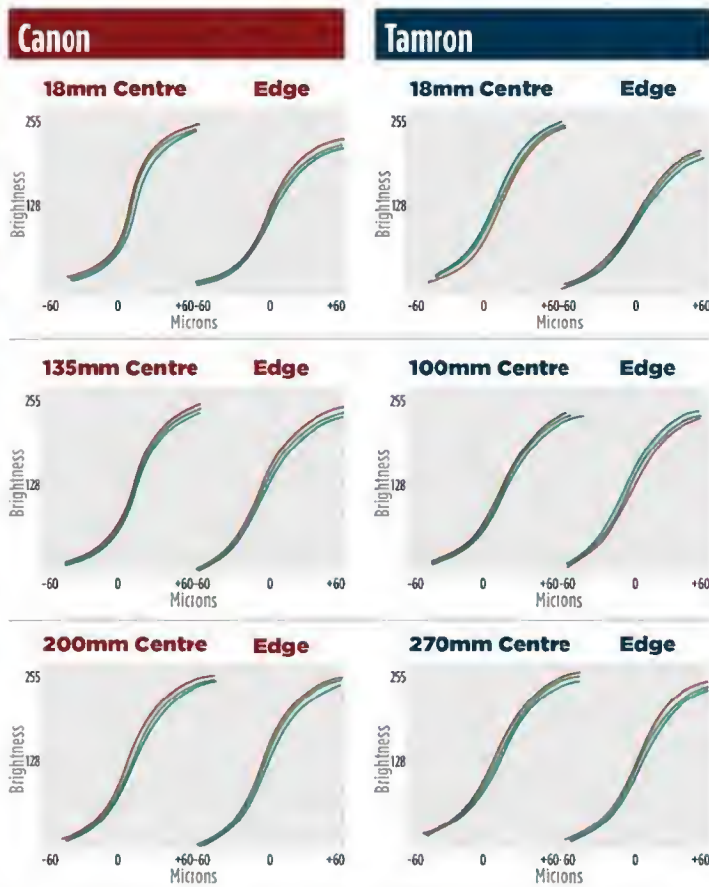 Canon
Tamron
18mm Centre Edge
18mm Centre Edge
255
128
Brightness
-60 0 +60-60 0 +60
Microns
255
128
Brightness
-60 0 +60-60 0 +60
Microns
135mm Centre Edge
100mm Centre Edge
255
128
Brightness
-60 0 +60-60 0 +60
Microns
255
128
Brightness
-60 0 +60-60 0 +60
Microns
200mm Centre Edge
270mm Centre Edge
255
128
Brightness
-60 0 +60-60 0 +60
Microns
255
128
Brightness
-60 0 +60-60 0 +60
Microns